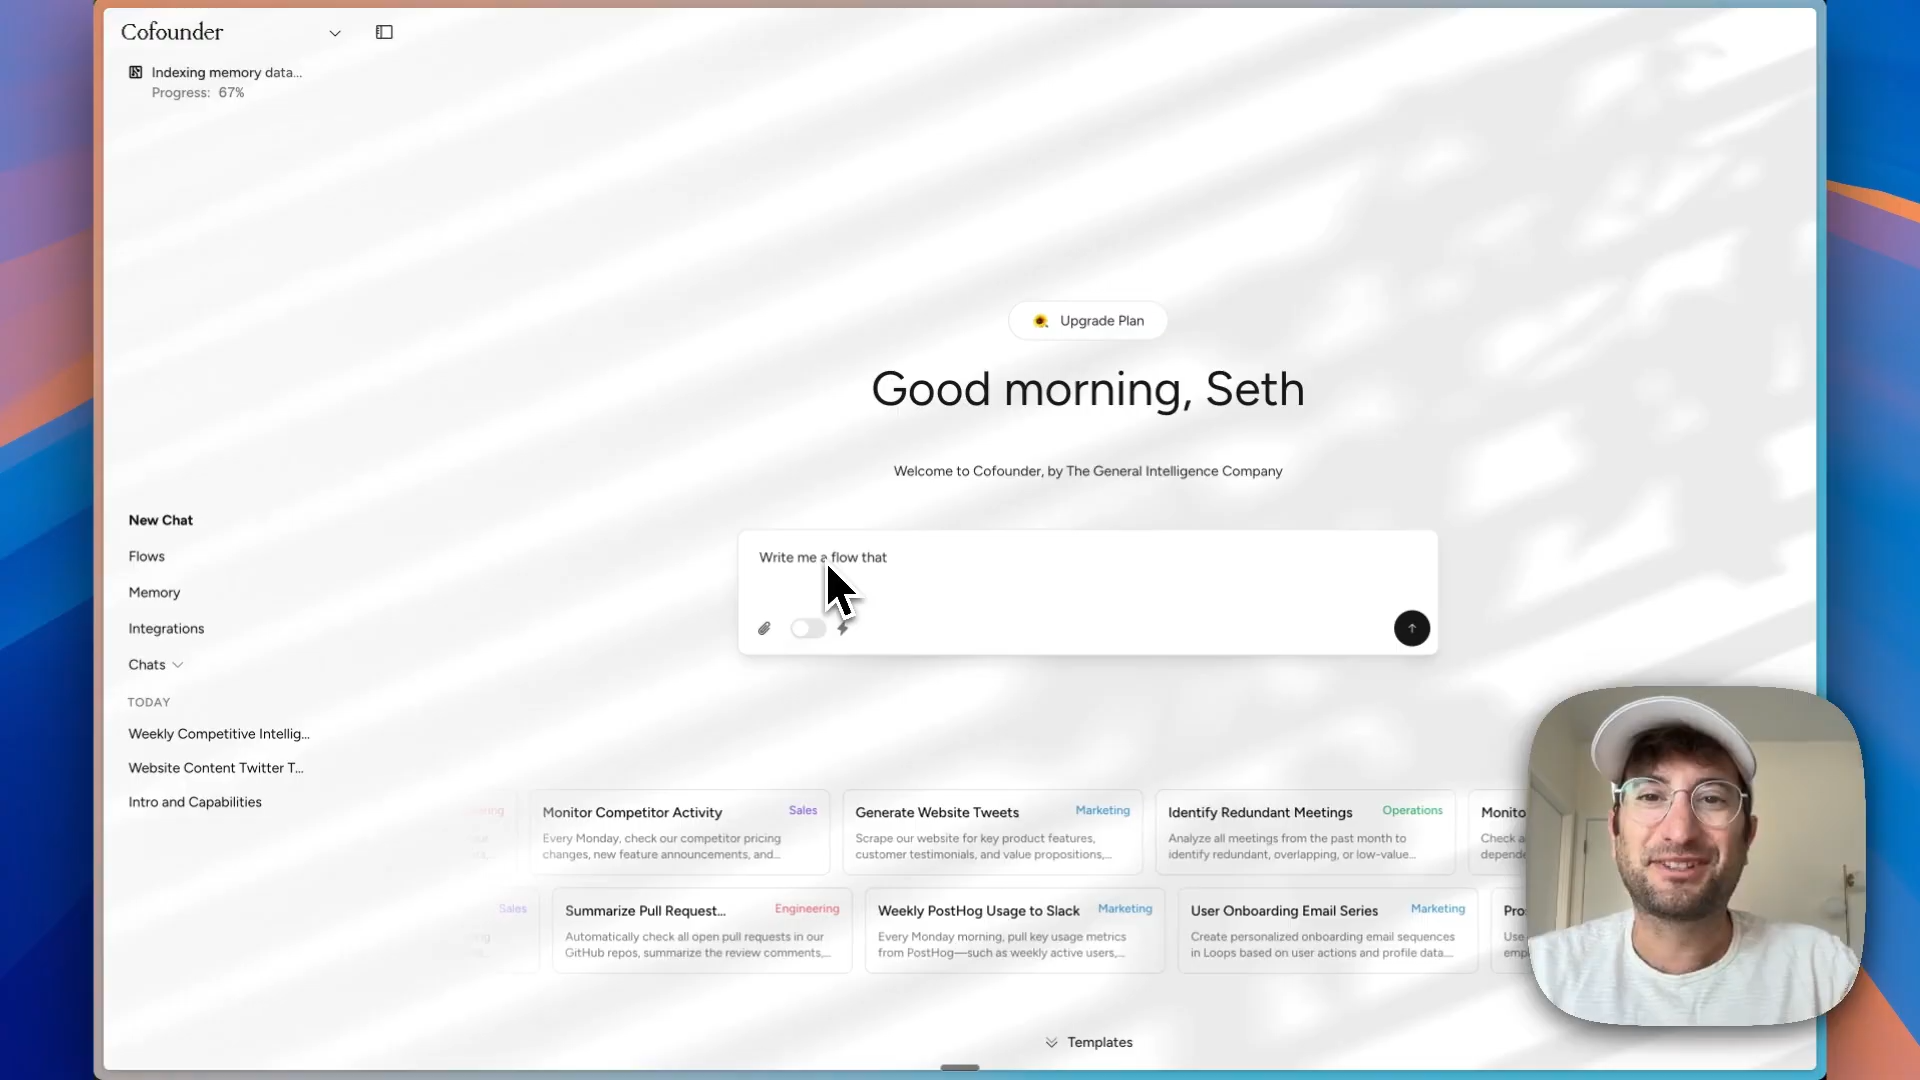 Cofounder
Indexing memory data...
Progress: 67%
Upgrade Plan
Good morning, Seth
Welcome to Cofounder, by The General Intelligence Company
Write me a flow that
New Chat
Flows
Memory
Integrations
Chats
TODAY
Weekly Competitive Intellig...
Website Content Twitter T...
Intro and Capabilities
Monitor Competitor Activity
Sales
Every Monday, check our competitor pricing
changes, new feature announcements, and...
Generate Website Tweets
Marketing
Scrape our website for key product features,
customer testimonials, and value propositions,...
Identify Redundant Meetings
Operations
Analyze all meetings from the past month to
identify redundant, overlapping, or low-value...
Monito
Check a
depende
Sales
Summarize Pull Request...
Engineering
Automatically check all open pull requests in our
GitHub repos, summarize the review comments,...
Weekly PostHog Usage to Slack
Marketing
Every Monday morning, pull key usage metrics
from PostHog—such as weekly active users,...
User Onboarding Email Series
Marketing
Create personalized onboarding email sequences
in Loops based on user actions and profile data....
Pro
Use
emp
Templates